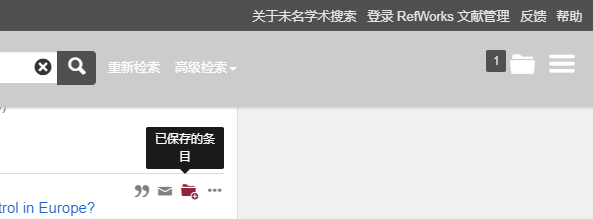 关于未名学术搜索 登录 RefWorks 文献管理 反馈 帮助
重新检索 高级检索
1
已保存的条
目
trol in Europe?